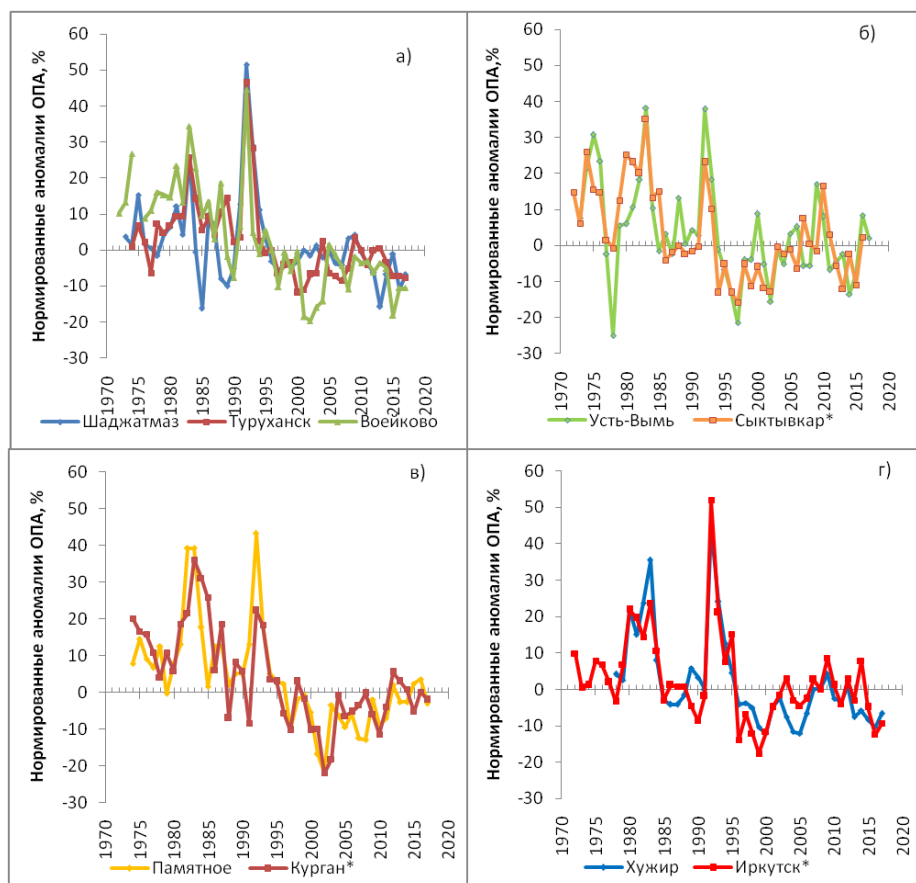 Нормированные аномалии ОПА, %
а)
60
50
40
30
20
10
0
-10
-20
-30
1970 1975 1980 1985 1990 1995 2000 2005 2010 2015 2020
Шаджатмаз Туруханск Воейково
Нормированные аномалии ОПА, %
б)
60
50
40
30
20
10
0
-10
-20
-30
1970 1975 1980 1985 1990 1995 2000 2005 2010 2015 2020
Усть-Вымь Сыктывкар*
Нормированные аномалии ОПА, %
в)
60
50
40
30
20
10
0
-10
-20
-30
1970 1975 1980 1985 1990 1995 2000 2005 2010 2015 2020
Памятное Курган*
Нормированные аномалии ОПА, %
г)
60
50
40
30
20
10
0
-10
-20
-30
1970 1975 1980 1985 1990 1995 2000 2005 2010 2015 2020
Хужир Иркутск*